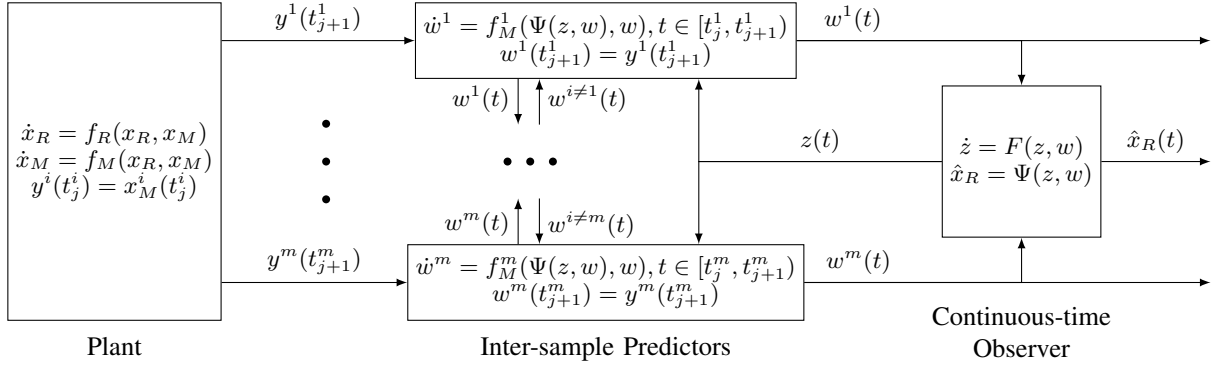 y^1(t^1_{j+1})
ẇ^1 = f^1_M(Ψ(z, w), w), t ∈ [t^1_j, t^1_{j+1})
w^1(t^1_{j+1}) = y^1(t^1_{j+1})
w^1(t)
w^1(t)
w^{i≠1}(t)
ẋ_R = f_R(x_R, x_M)
ẋ_M = f_M(x_R, x_M)
y^i(t^i_j) = x^i_M(t^i_j)
z(t)
ż = F(z, w)
x̂_R = Ψ(z, w)
x̂_R(t)
w^m(t)
w^{i≠m}(t)
y^m(t^m_{j+1})
ẇ^m = f^m_M(Ψ(z, w), w), t ∈ [t^m_j, t^m_{j+1})
w^m(t^m_{j+1}) = y^m(t^m_{j+1})
w^m(t)
Plant
Inter-sample Predictors
Continuous-time
Observer